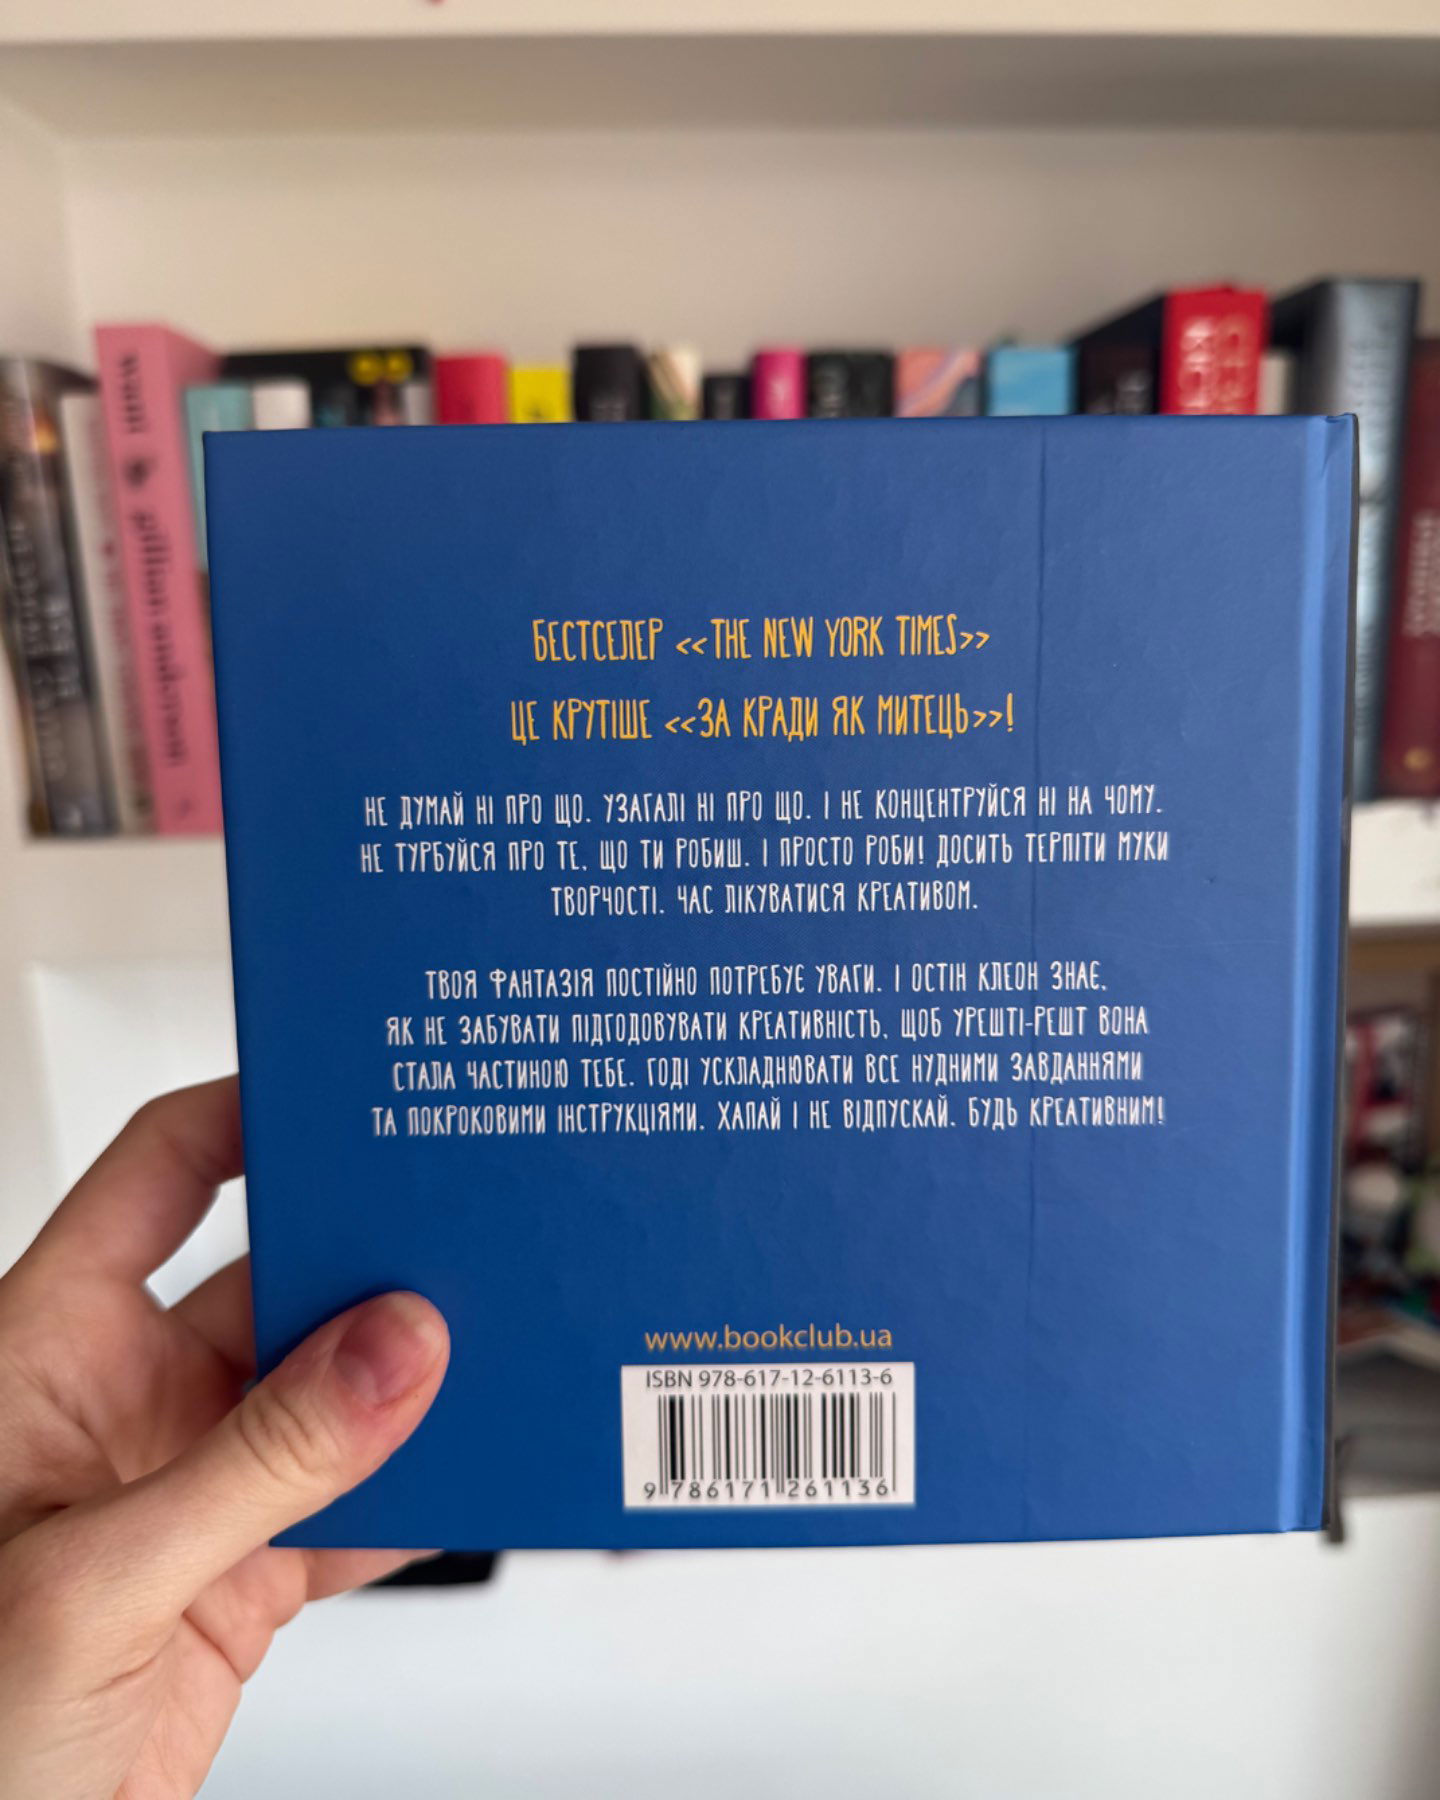 want
gillian anderson
БЕСТСЕЛЕР «THE NEW YORK TIMES»
ЦЕ КРУТІШЕ «ЗА КРАДИ ЯК МИТЕЦЬ»!
НЕ ДУМАЙ НІ ПРО ЩО. УЗАГАЛІ НІ ПРО ЩО. І НЕ КОНЦЕНТРУЙСЯ НІ НА ЧОМУ.
НЕ ТУРБУЙСЯ ПРО ТЕ, ЩО ТИ РОБИШ. І ПРОСТО РОБИ! ДОСИТЬ ТЕРПІТИ МУКИ
ТВОРЧОСТІ. ЧАС ЛІКУВАТИСЯ КРЕАТИВОМ.
ТВОЯ ФАНТАЗІЯ ПОСТІЙНО ПОТРЕБУЄ УВАГИ. І ОСТІН КЛЕОН ЗНАЄ,
ЯК НЕ ЗАБУВАТИ ПІДГОДОВУВАТИ КРЕАТИВНІСТЬ, ЩОБ УРЕШТІ-РЕШТ ВОНА
СТАЛА ЧАСТИНОЮ ТЕБЕ. ГОДІ УСКЛАДНЮВАТИ ВСЕ НУДНИМИ ЗАВДАННЯМИ
ТА ПОКРОКОВИМИ ІНСТРУКЦІЯМИ. ХАПАЙ І НЕ ВІДПУСКАЙ. БУДЬ КРЕАТИВНИМ!
www.bookclub.ua
ISBN 978-617-12-6113-6
9 786171 261136